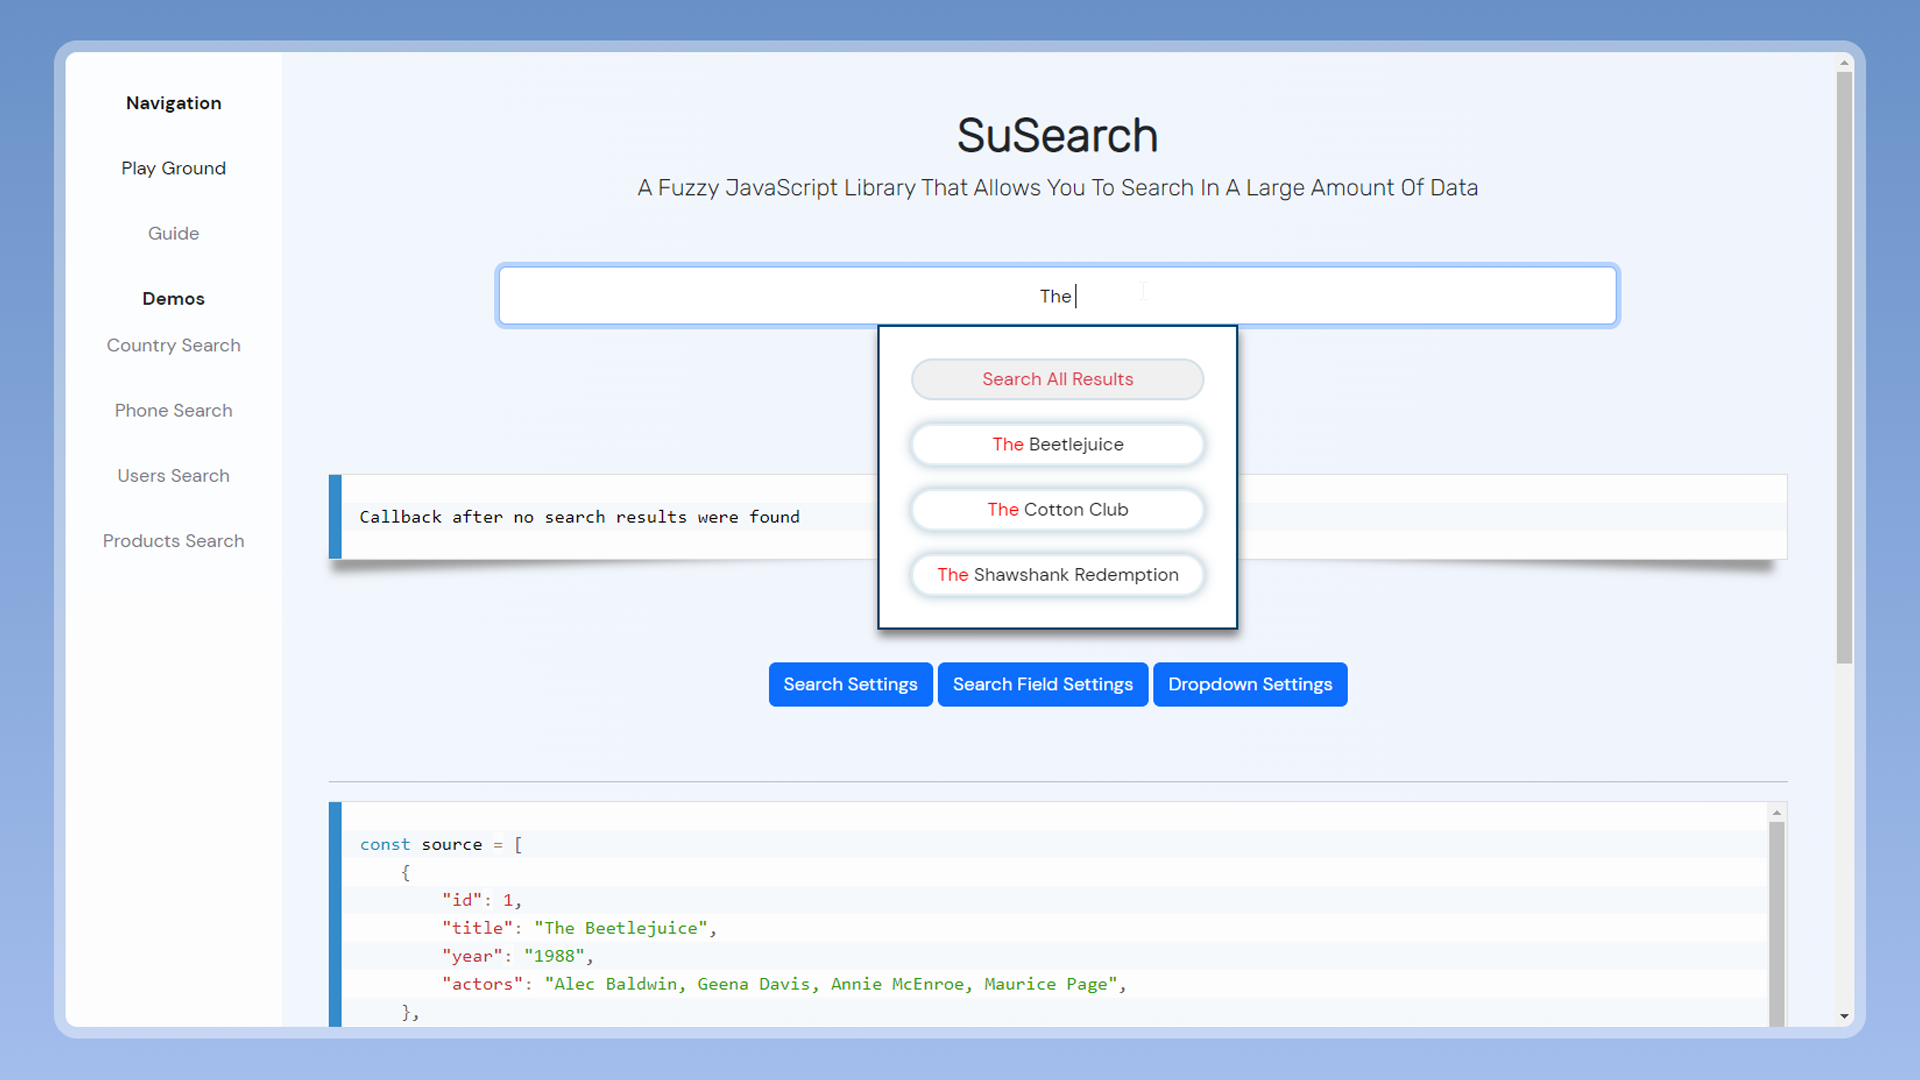 Navigation
Play Ground
Guide
Demos
Country Search
Phone Search
Users Search
Products Search
SuSearch
A Fuzzy JavaScript Library That Allows You To Search In A Large Amount Of Data
The
Search All Results
The Beetlejuice
The Cotton Club
The Shawshank Redemption
Callback after no search results were found
Search Settings
Search Field Settings
Dropdown Settings
const source = [
{
"id": 1,
"title": "The Beetlejuice",
"year": "1988",
"actors": "Alec Baldwin, Geena Davis, Annie McEnroe, Maurice Page",
},